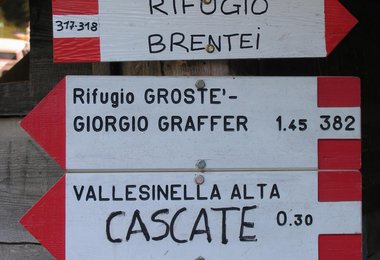 RIFUGIO
317-318
BRENTEi
Rifugio GROSTE'-
GIORGIO GRAFFER 1.45 382
VALLESINELLA ALTA
CASCATE 0.30